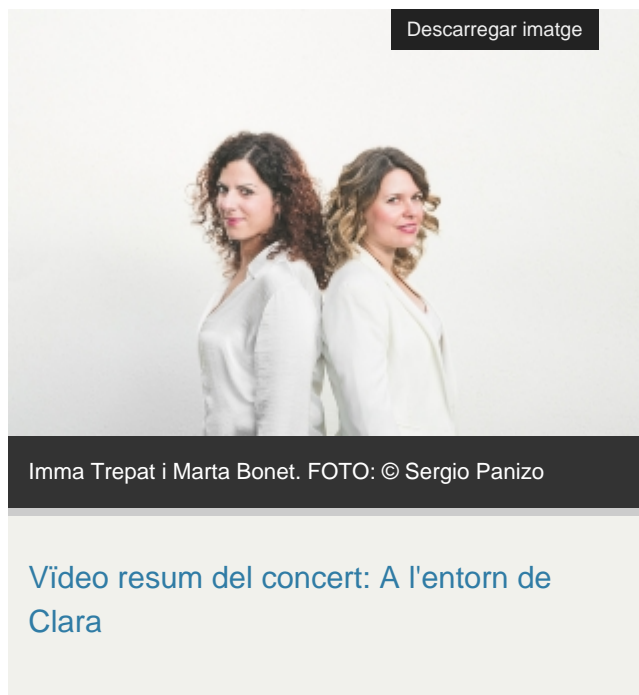 Descarregar imatge
Imma Trepat i Marta Bonet. FOTO: © Sergio Panizo
Vïdeo resum del concert: A l'entorn de
Clara